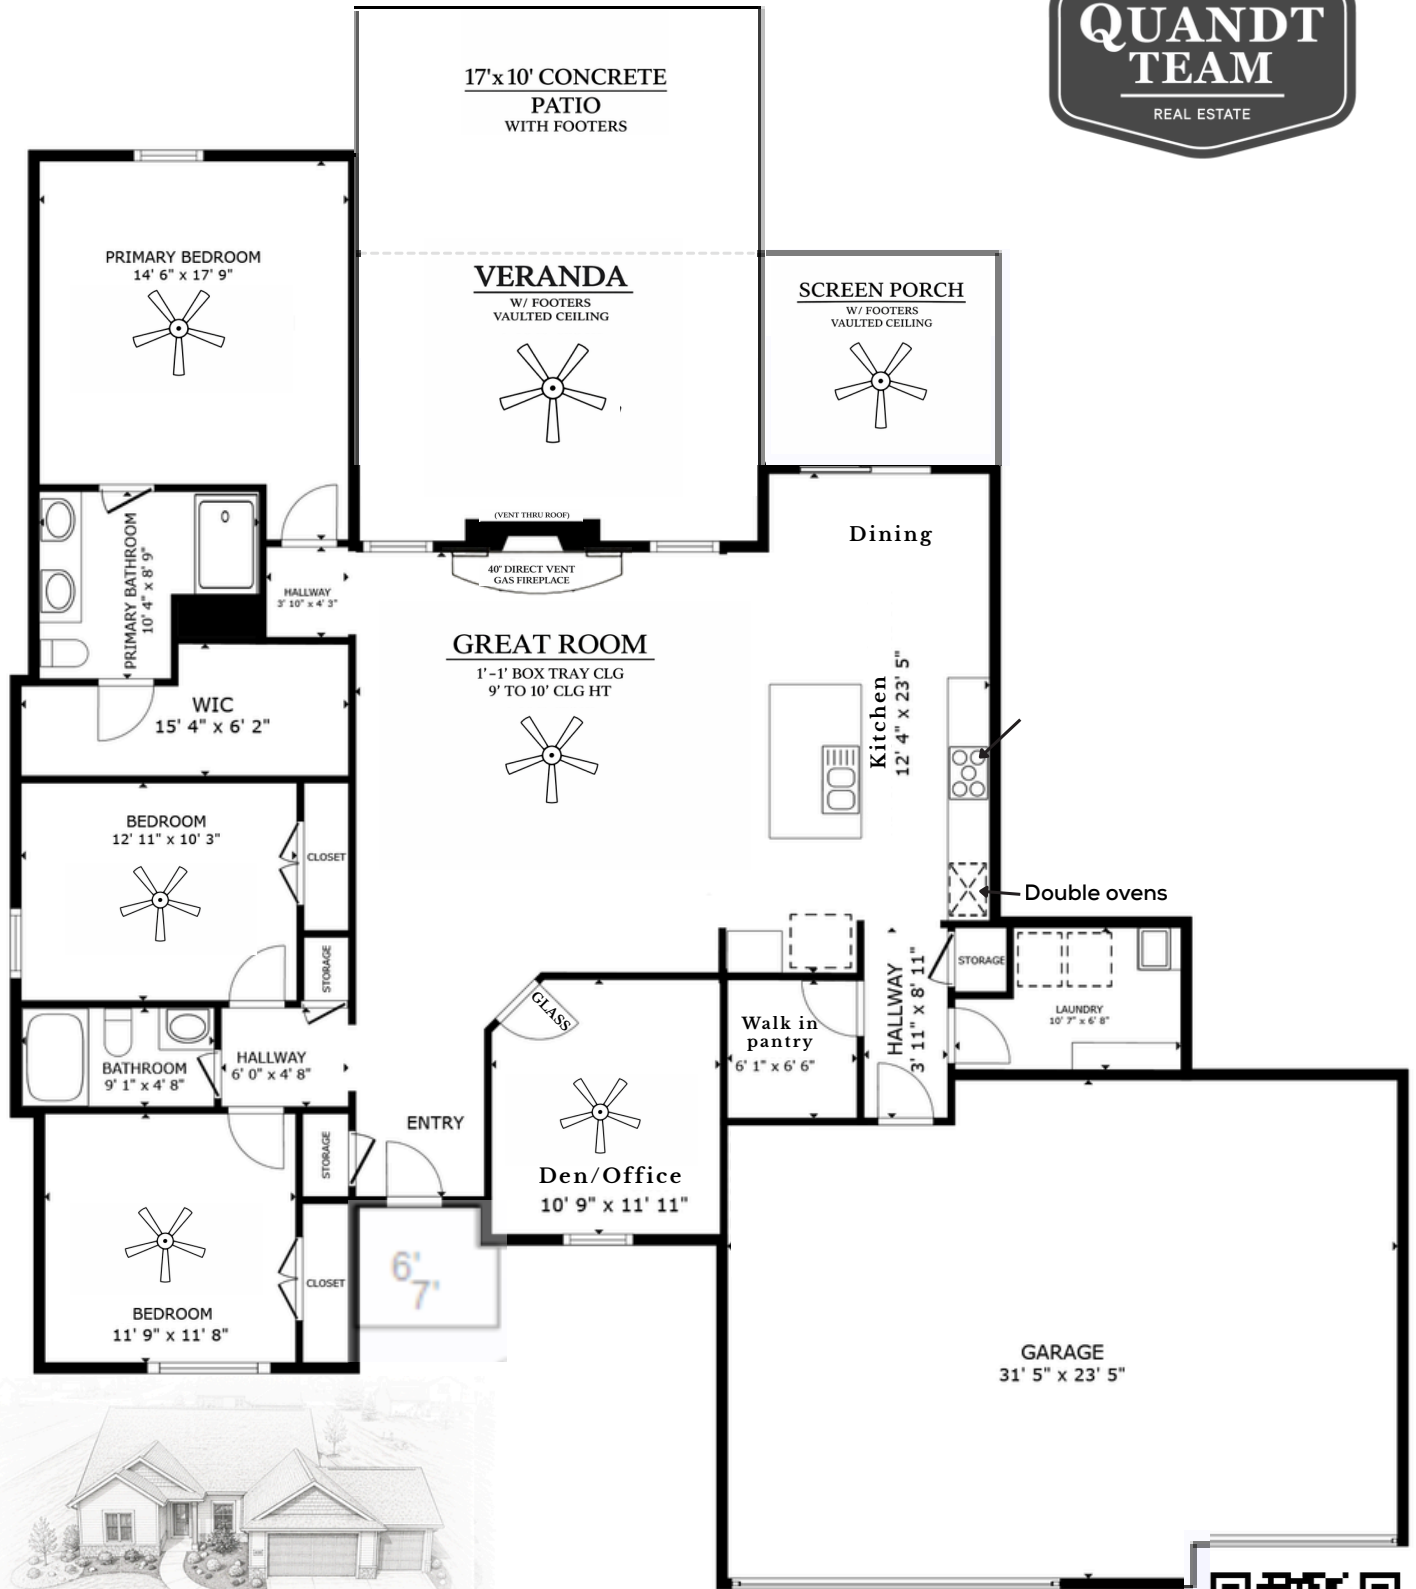 QUANDT
TEAM
REAL ESTATE
17'x 10' CONCRETE
PATIO
WITH FOOTERS
PRIMARY BEDROOM
14' 6" x 17' 9"
VERANDA
W/ FOOTERS
VAULTED CEILING
SCREEN PORCH
W/ FOOTERS
VAULTED CEILING
(VENT THRU ROOF)
40" DIRECT VENT
GAS FIREPLACE
Dining
PRIMARY BATHROOM
10' 4" x 8' 9"
HALLWAY
3' 10" x 4' 3"
GREAT ROOM
1'-1' BOX TRAY CLG
9' TO 10' CLG HT
WIC
15' 4" x 6' 2"
Kitchen
12' 4" x 23' 5"
BEDROOM
12' 11" x 10' 3"
CLOSET
Double ovens
STORAGE
STORAGE
LAUNDRY
10' 7" x 6' 8"
HALLWAY
3' 11" x 8' 11"
GLASS
Walk in
pantry
6' 1" x 6' 6"
BATHROOM
9' 1" x 4' 8"
HALLWAY
6' 0" x 4' 8"
ENTRY
STORAGE
Den/Office
10' 9" x 11' 11"
6'
7'
CLOSET
BEDROOM
11' 9" x 11' 8"
GARAGE
31' 5" x 23' 5"